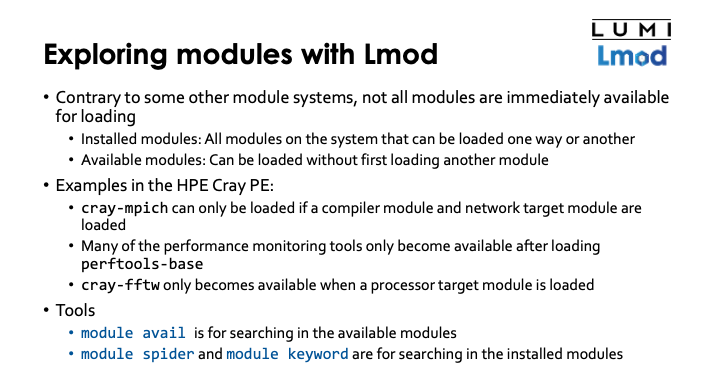 LUMI
Lmod
Exploring modules with Lmod
• Contrary to some other module systems, not all modules are immediately available
for loading
• Installed modules: All modules on the system that can be loaded one way or another
• Available modules: Can be loaded without first loading another module
• Examples in the HPE Cray PE:
• cray-mpich can only be loaded if a compiler module and network target module are
loaded
• Many of the performance monitoring tools only become available after loading
perftools-base
• cray-fftw only becomes available when a processor target module is loaded
• Tools
• module avail is for searching in the available modules
• module spider and module keyword are for searching in the installed modules